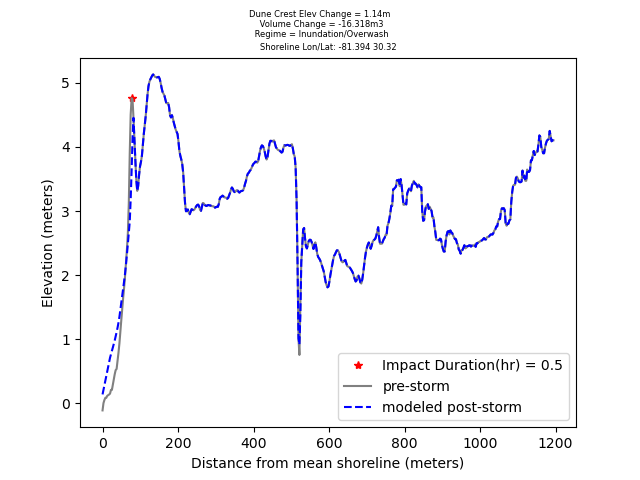 Dune Crest Elev Change = 1.14m
Volume Change = -16.318m3
Regime = Inundation/Overwash
Shoreline Lon/Lat: -81.394 30.32
5
4
3
2
1
0
Elevation (meters)
Impact Duration(hr) = 0.5
pre-storm
modeled post-storm
0 200 400 600 800 1000 1200
Distance from mean shoreline (meters)